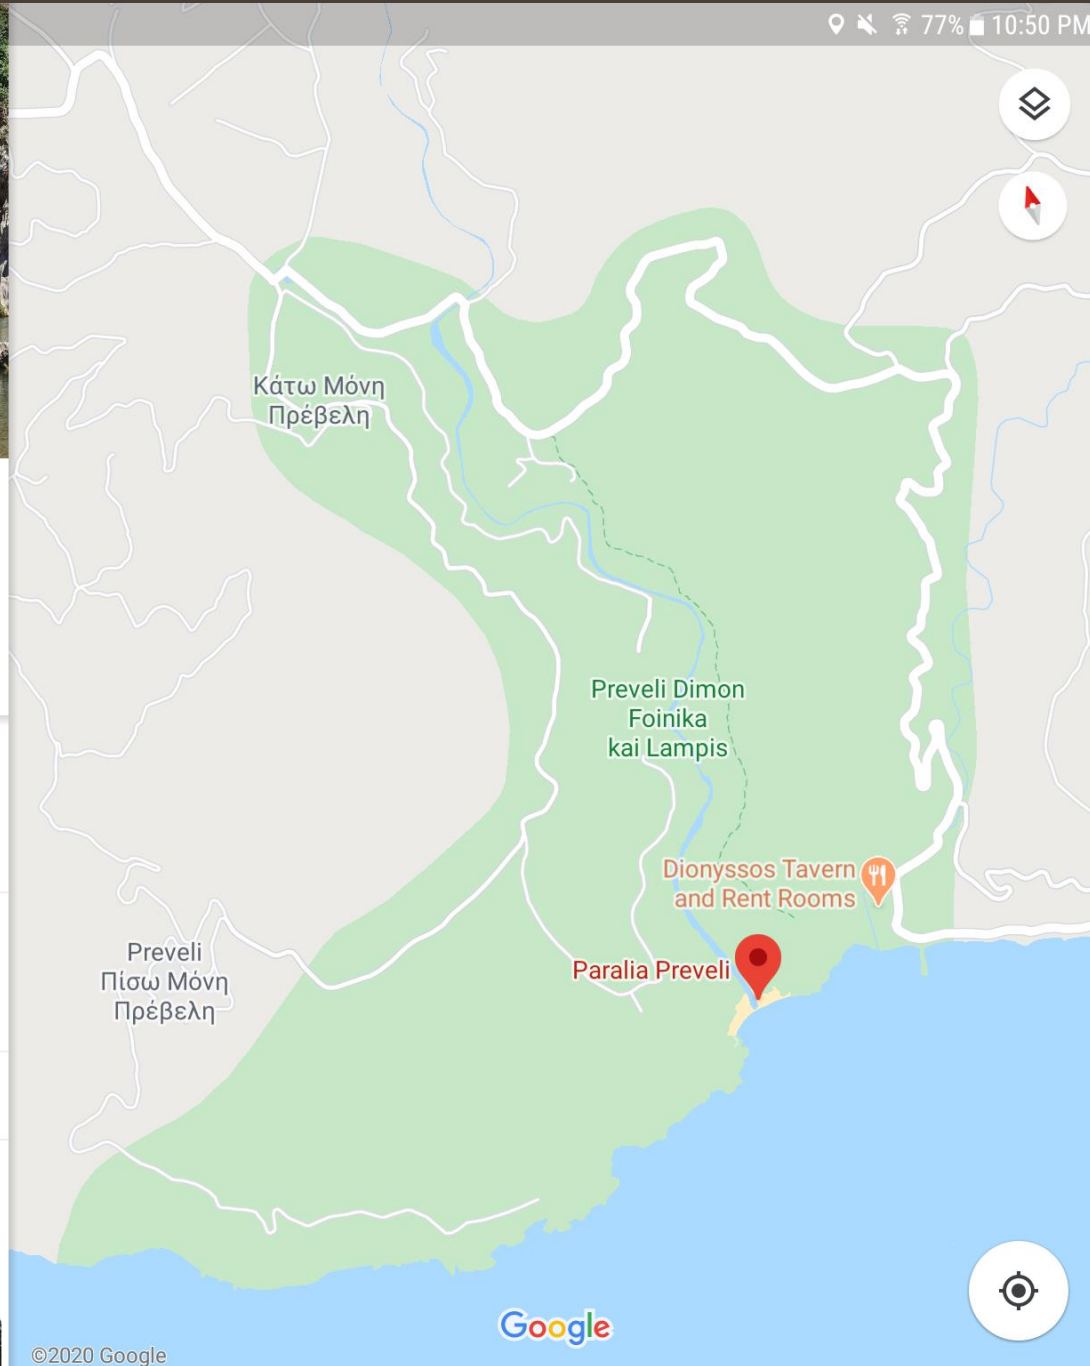 77% 10:50 PM
Κάτω Μόνη
Πρέβελη
Preveli Dimon
Foinika
kai Lampis
Dionyssos Tavern
and Rent Rooms
Preveli
Πίσω Μόνη
Πρέβελη
Paralia Preveli
Google
©2020 Google